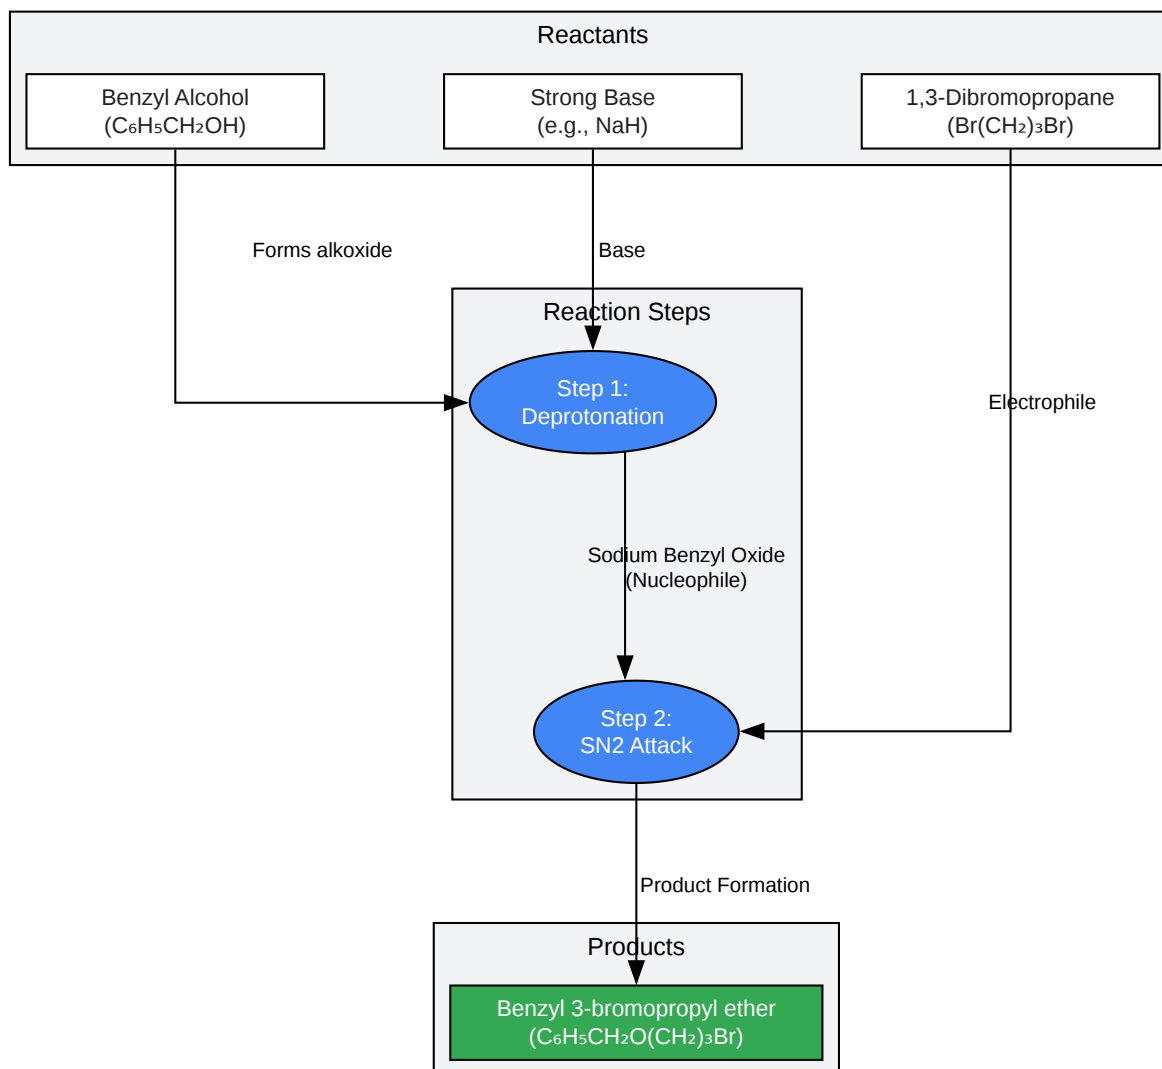 Reactants
Benzyl Alcohol
(C₆H₅CH₂OH)
Strong Base
(e.g., NaH)
1,3-Dibromopropane
(Br(CH₂)₃Br)
Forms alkoxide
Base
Reaction Steps
Step 1:
Deprotonation
Electrophile
Sodium Benzyl Oxide
(Nucleophile)
Step 2:
SN2 Attack
Product Formation
Products
Benzyl 3-bromopropyl ether
(C₆H₅CH₂O(CH₂)₃Br)